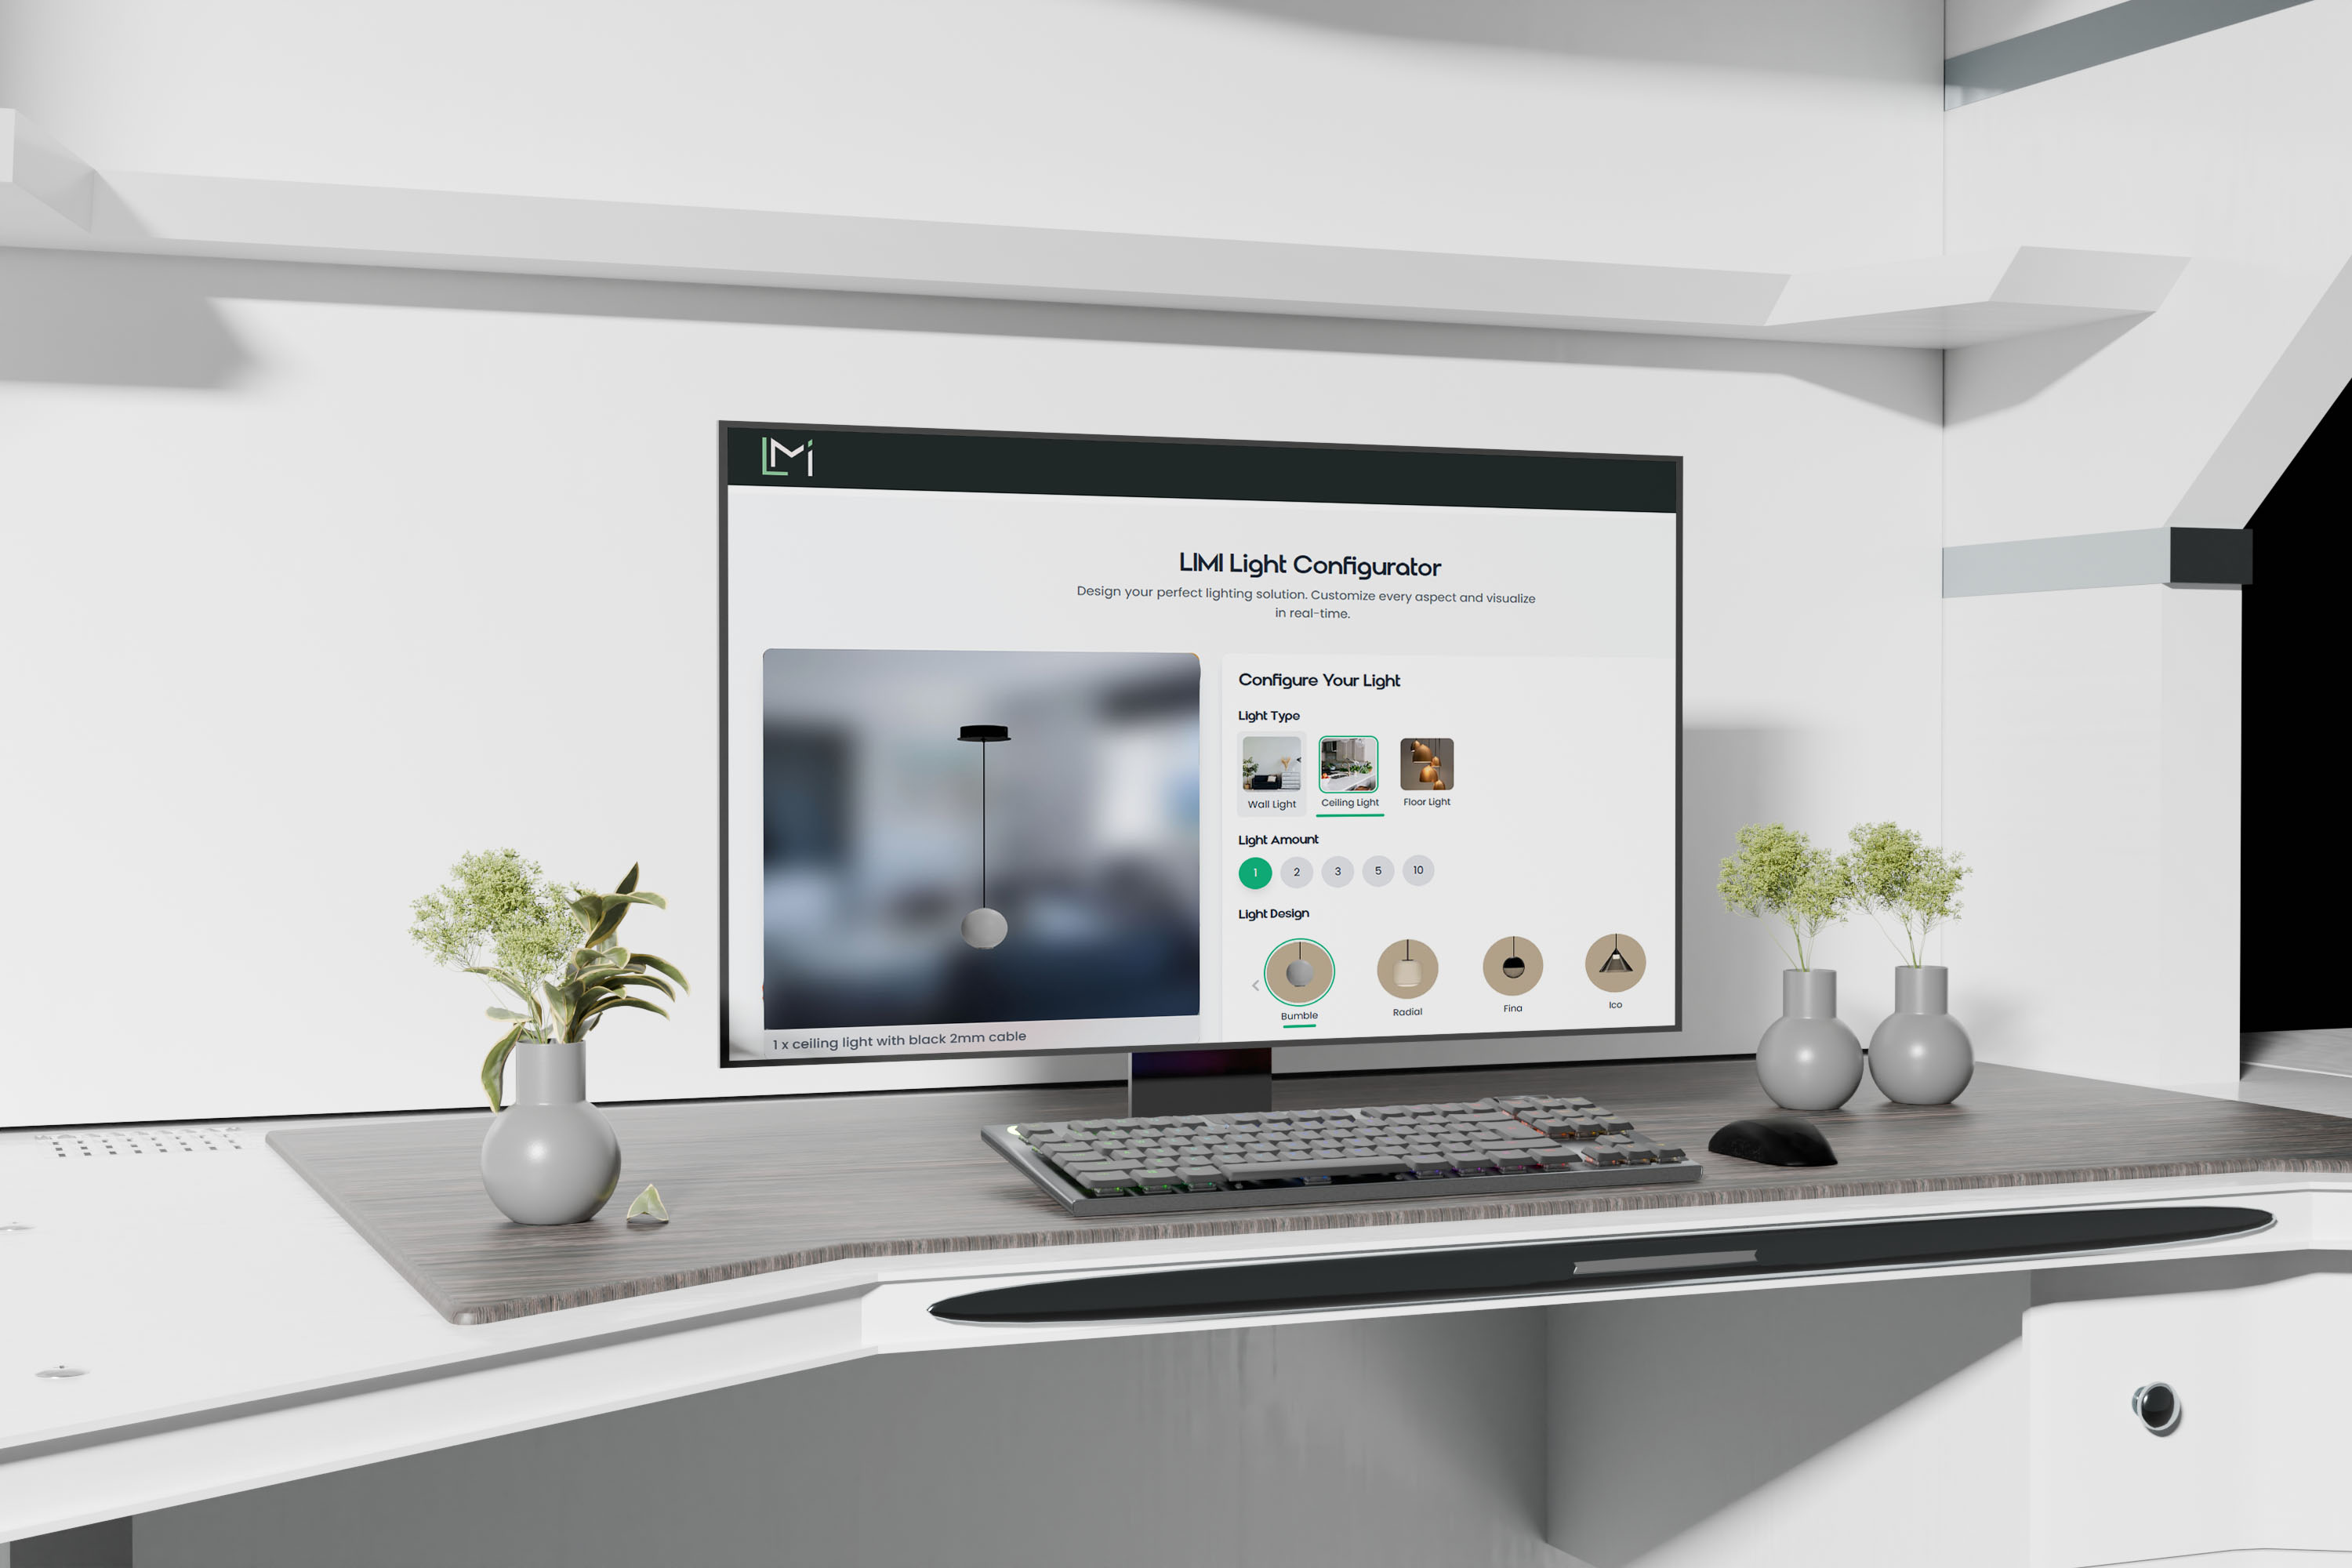 LIMI
LIMI Light Configurator
Design your perfect lighting solution. Customize every aspect and visualize
in real-time.
Configure Your Light
Light Type
Wall Light
Ceiling Light
Floor Light
Light Amount
1
2
3
5
10
Light Design
<
Bumble
Radial
Fina
Ico
1 x ceiling light with black 2mm cable